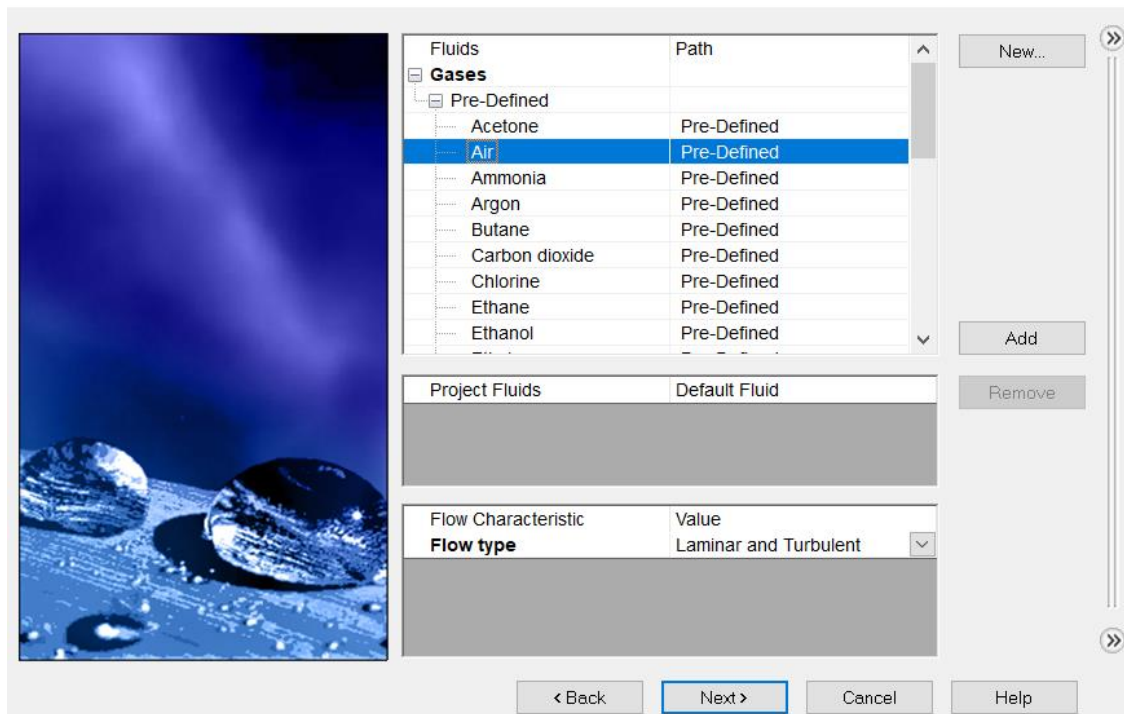 Fluids Path
Gases
Pre-Defined
Acetone Pre-Defined
Air Pre-Defined
Ammonia Pre-Defined
Argon Pre-Defined
Butane Pre-Defined
Carbon dioxide Pre-Defined
Chlorine Pre-Defined
Ethane Pre-Defined
Ethanol Pre-Defined
New...
Add
Project Fluids Default Fluid
Remove
Flow Characteristic Value
Flow type Laminar and Turbulent
< Back Next > Cancel Help